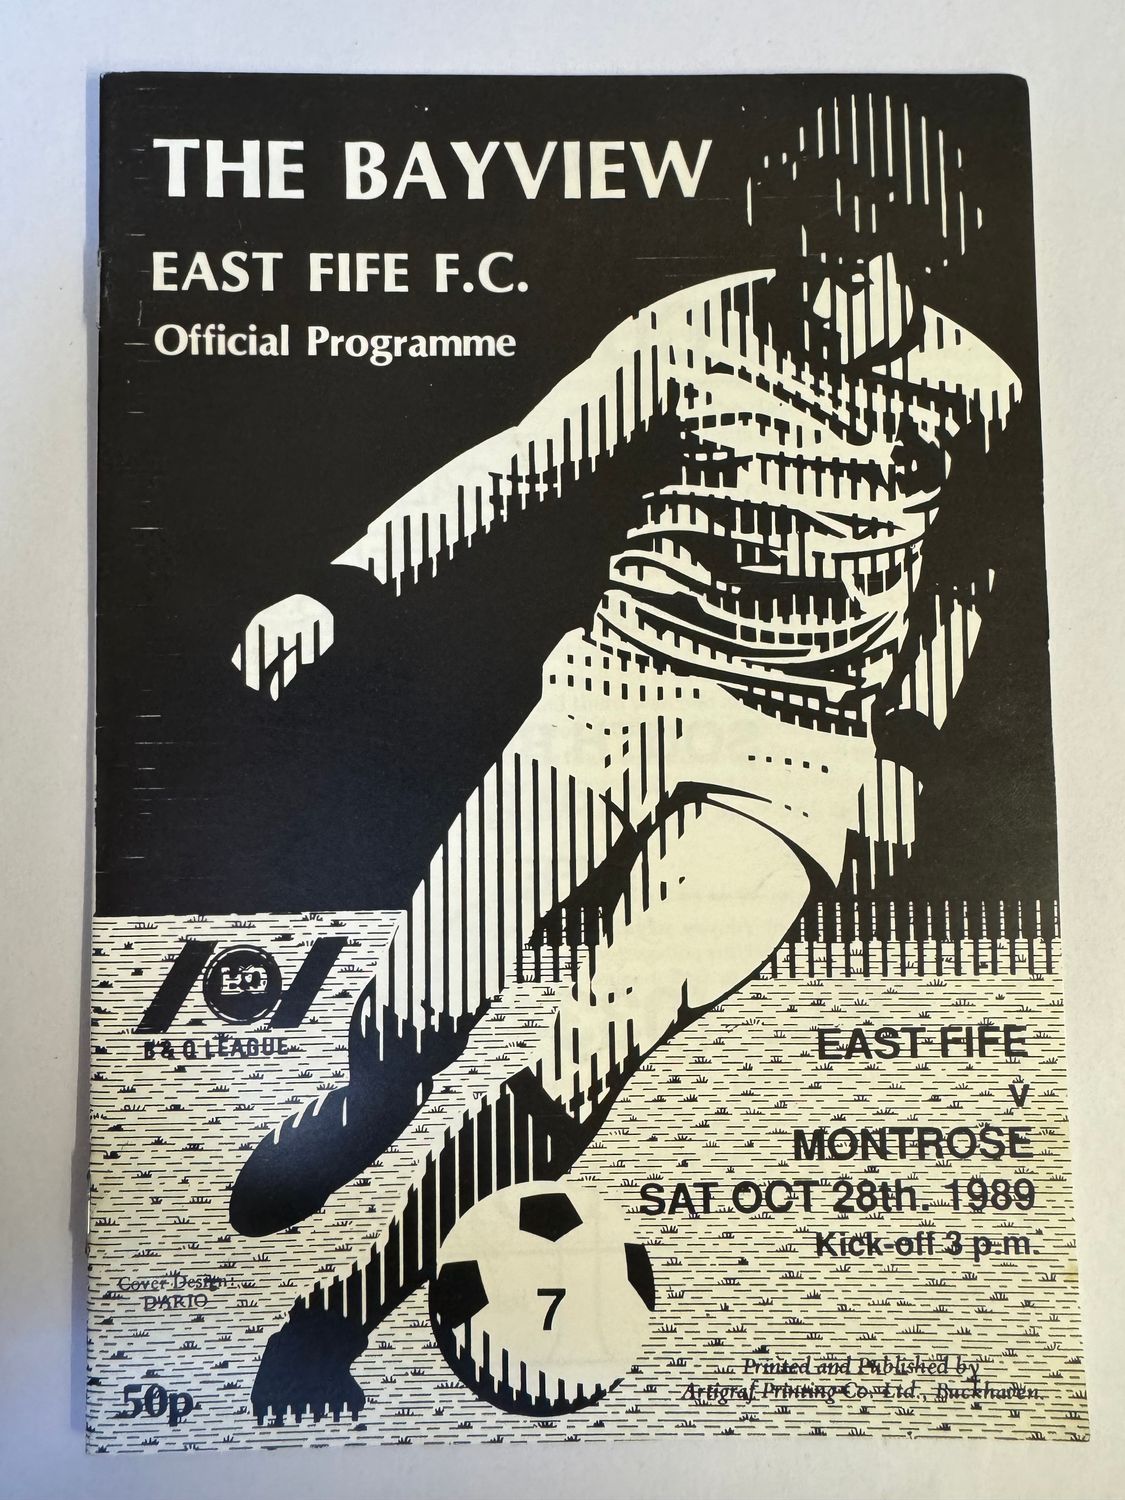 THE BAYVIEW
EAST FIFE F.C.
Official Programme
B&Q
B & Q LEAGUE
EAST FIFE
v
MONTROSE
SAT OCT 28th. 1989
Kick-off 3 p.m.
Cover Design:
DARIO
7
50p
Printed and Published by
Artigraf Printing Co. Ltd., Buckhaven.